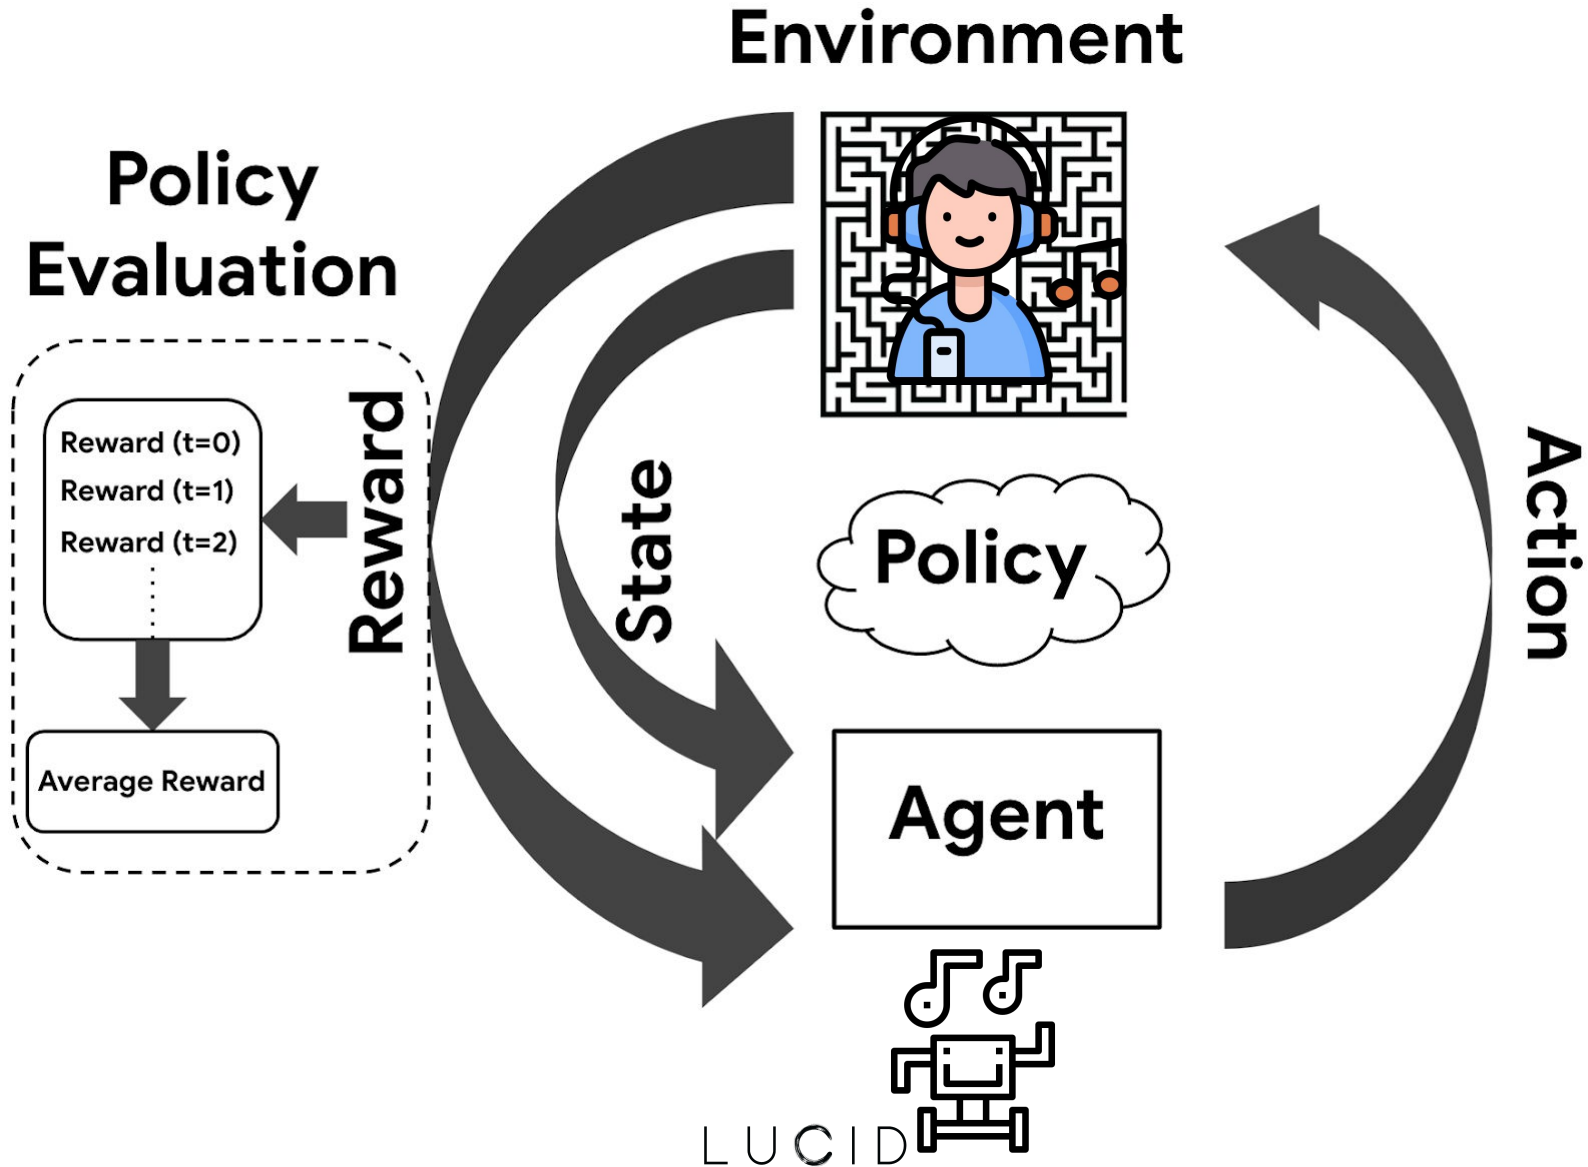 Environment
Policy
Evaluation
Reward (t=0)
Reward (t=1)
Reward (t=2)
Average Reward
Reward
State
Policy
Agent
Action
LUCID